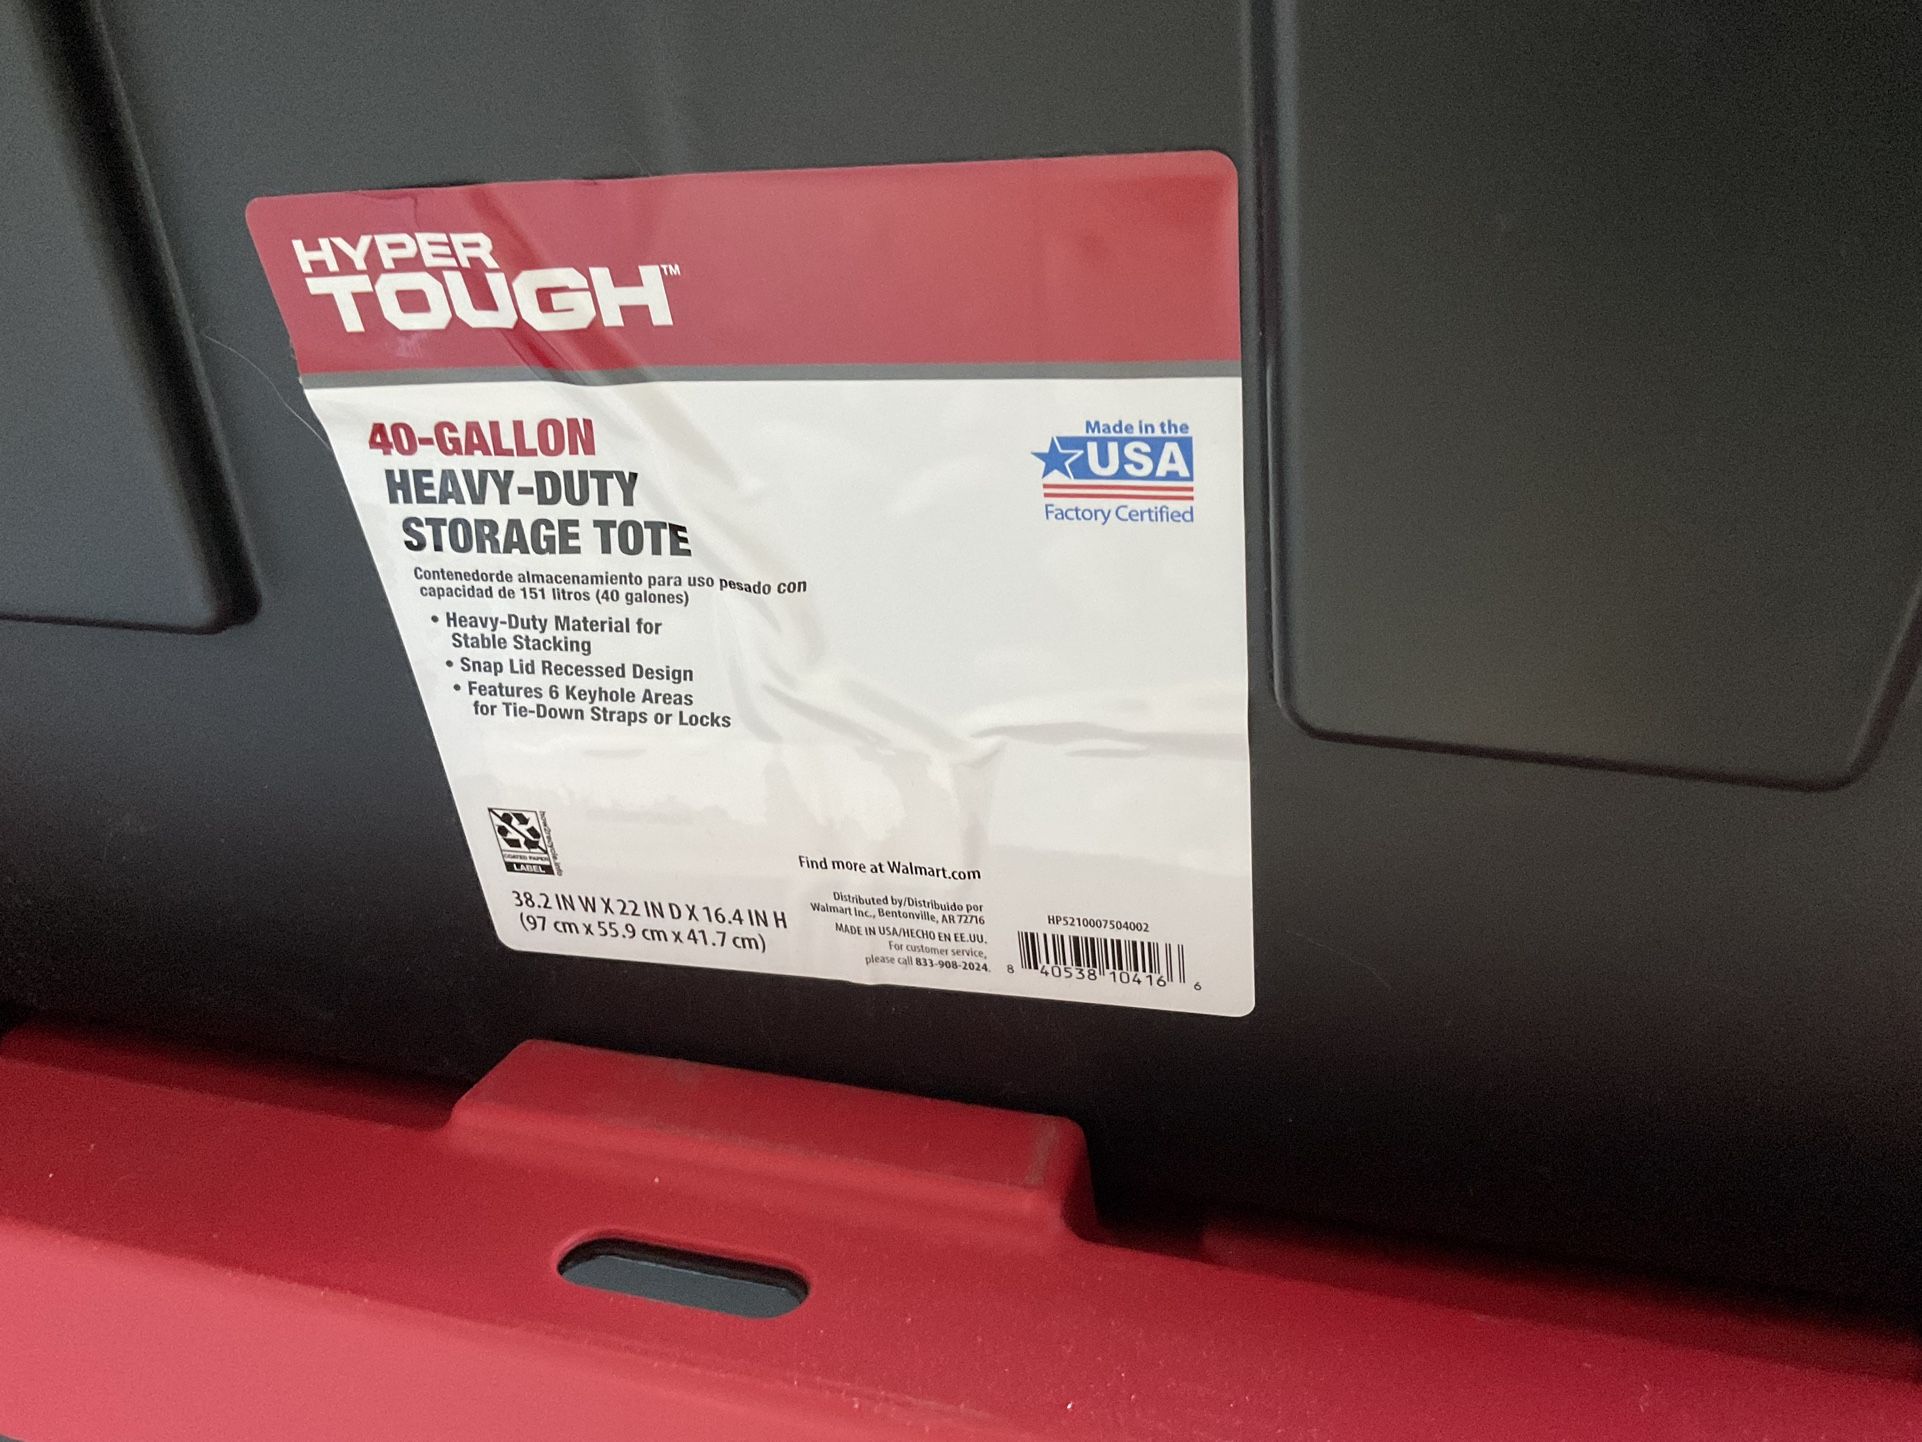 HYPER
TOUGH™
40-GALLON
HEAVY-DUTY
STORAGE TOTE
Contenedorde almacenamiento para uso pesado con
capacidad de 151 litros (40 galones)
• Heavy-Duty Material for
Stable Stacking
• Snap Lid Recessed Design
• Features 6 Keyhole Areas
for Tie-Down Straps or Locks
Made in the
USA
Factory Certified
how2recycle.info
COATED PAPER
LABEL
38.2 IN W X 22 IN D X 16.4 IN H
(97 cm x 55.9 cm x 41.7 cm)
Find more at Walmart.com
Distributed by/Distribuido por
Walmart Inc., Bentonville, AR 72716
MADE IN USA/HECHO EN EE.UU.
For customer service,
please call 833-908-2024.
HP5210007504002
8 40538 10416 6